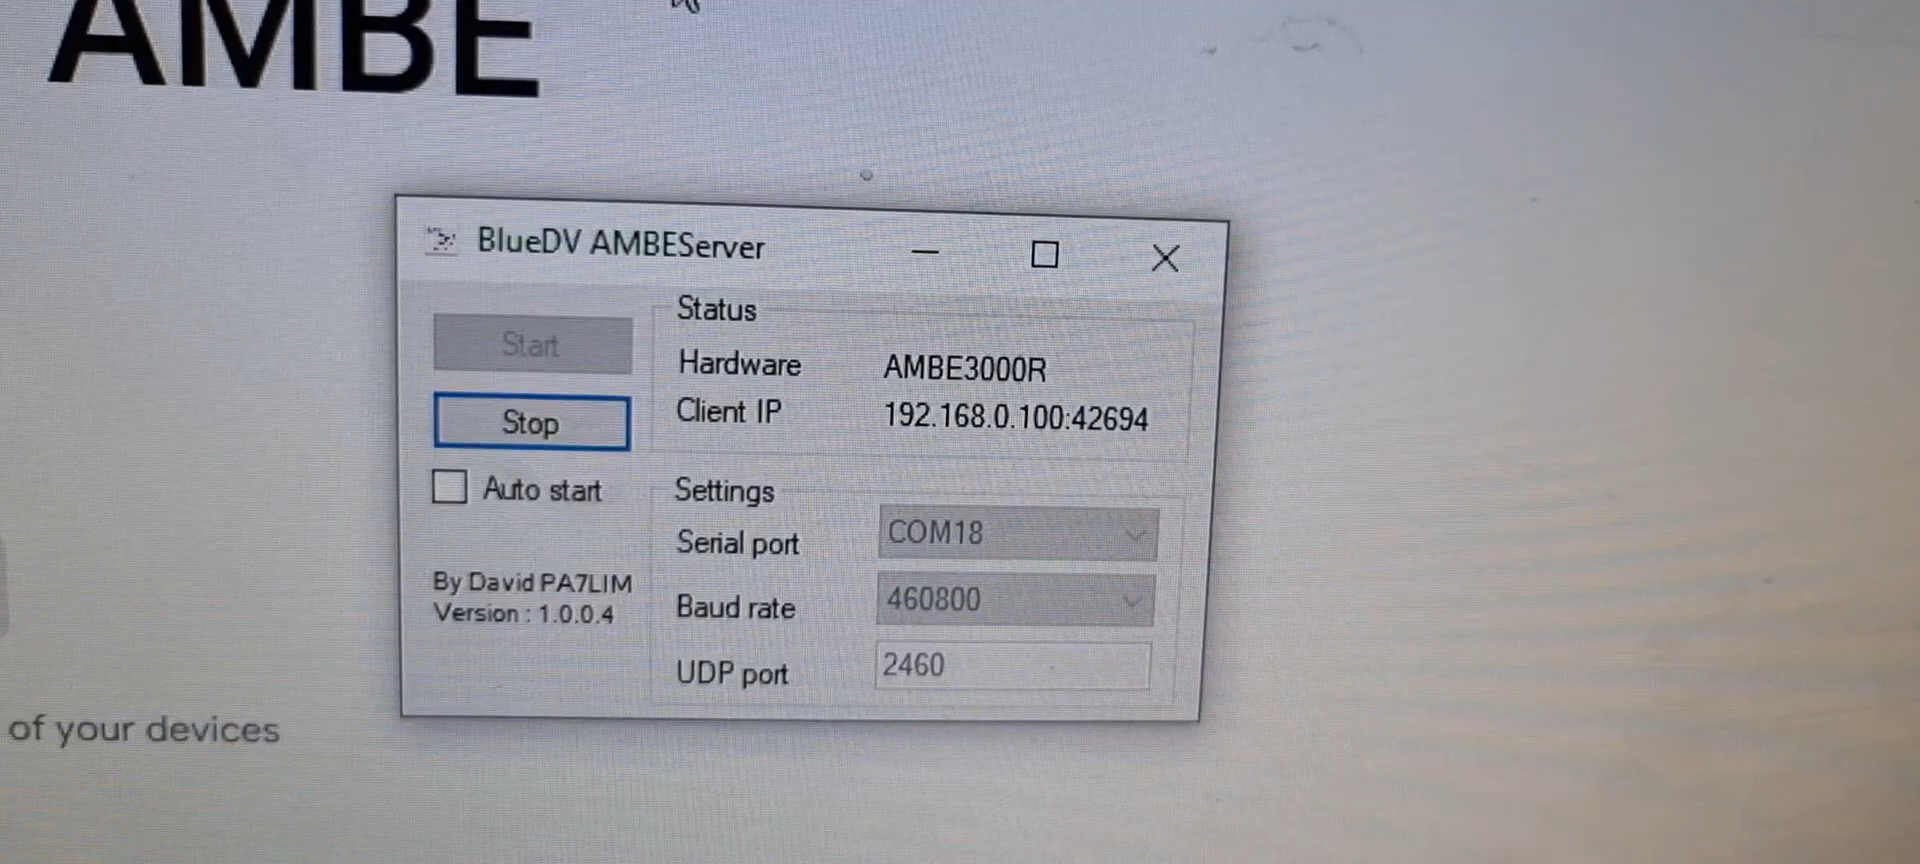 AMBE
BlueDV AMBEServer
Start
Stop
Auto start
By David PA7LIM
Version : 1.0.0.4
Status
Hardware AMBE3000R
Client IP 192.168.0.100:42694
Settings
Serial port COM18
Baud rate 460800
UDP port 2460
of your devices